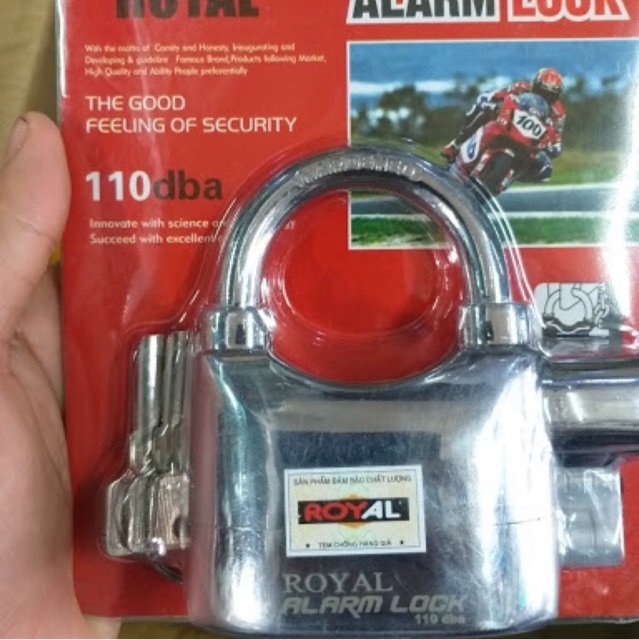 ROYAL
ALARM LOCK
With the motto of Comity and Honesty, Inaugurating and
Developing & guideline Famous Brand,Products following Market,
High Quality and Ability People preferentially
THE GOOD
FEELING OF SECURITY
110dba
Innovate with science
Succeed with
100
SẢN PHẨM ĐẢM BẢO CHẤT LƯỢNG
ROYAL
★ TEM CHỐNG HÀNG GIẢ ★
ROYAL
ALARM LOCK
110 dba